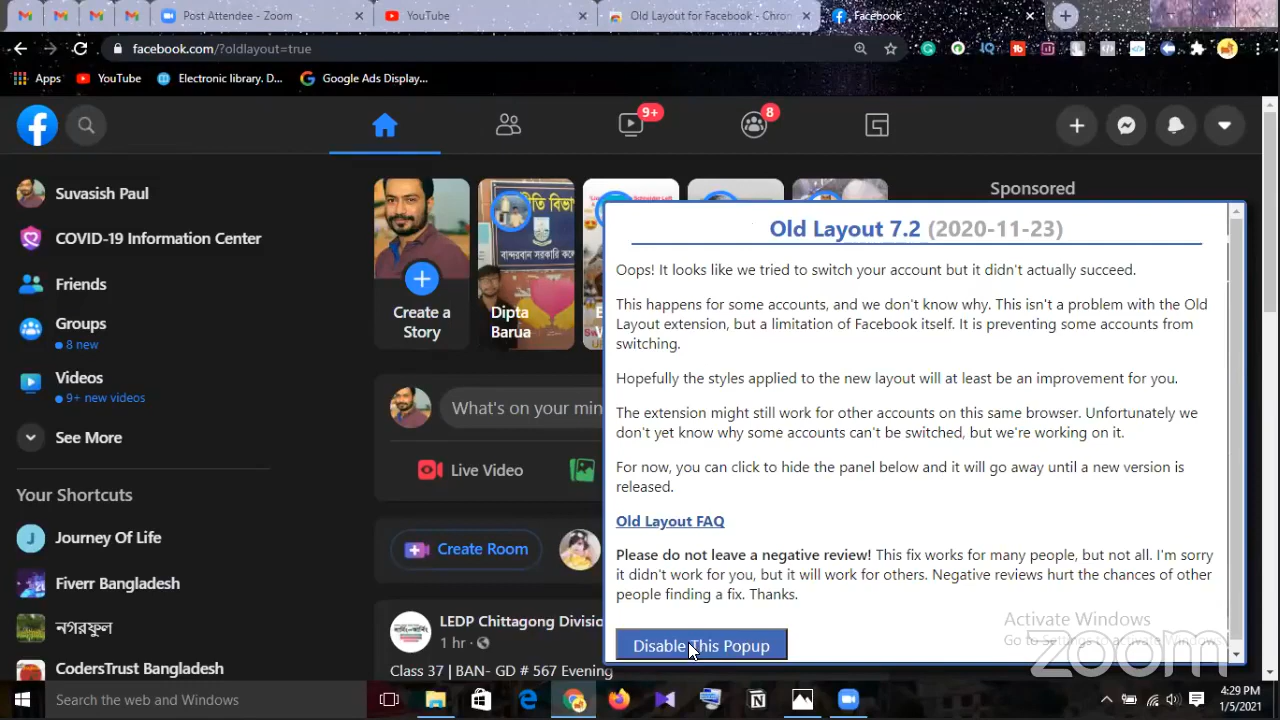 Post Attendee - Zoom
YouTube
Old Layout for Facebook - Chron
Facebook
facebook.com/?oldlayout=true
Apps
YouTube
Electronic library. D...
Google Ads Display...
9+
8
Suvasish Paul
COVID-19 Information Center
Friends
Groups
8 new
Videos
9+ new videos
See More
Your Shortcuts
Journey Of Life
Fiverr Bangladesh
নগরফুল
CodersTrust Bangladesh
Create a
Story
Dipta
Barua
What's on your min
Live Video
Create Room
LEDP Chittagong Divisio
1 hr ·
Class 37 | BAN- GD # 567 Evening
Sponsored
Old Layout 7.2 (2020-11-23)
Oops! It looks like we tried to switch your account but it didn't actually succeed.
This happens for some accounts, and we don't know why. This isn't a problem with the Old
Layout extension, but a limitation of Facebook itself. It is preventing some accounts from
switching.
Hopefully the styles applied to the new layout will at least be an improvement for you.
The extension might still work for other accounts on this same browser. Unfortunately we
don't yet know why some accounts can't be switched, but we're working on it.
For now, you can click to hide the panel below and it will go away until a new version is
released.
Old Layout FAQ
Please do not leave a negative review! This fix works for many people, but not all. I'm sorry
it didn't work for you, but it will work for others. Negative reviews hurt the chances of other
people finding a fix. Thanks.
Disable This Popup
Activate Windows
Go to Settings to activate Windows.
zoom
Search the web and Windows
4:29 PM
1/5/2021